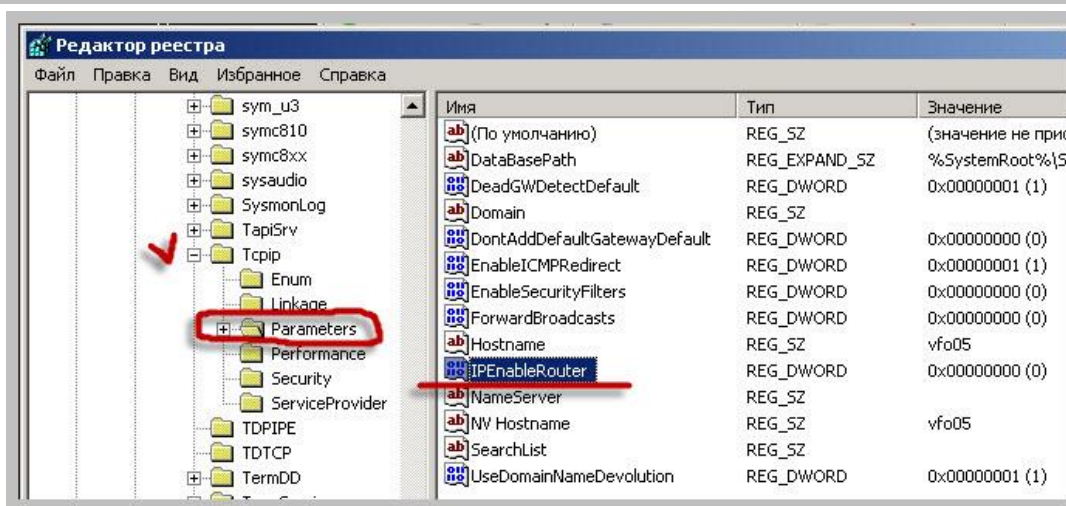 Редактор реестра
Файл Правка Вид Избранное Справка
sym_u3
symc810
symc8xx
sysaudio
SysmonLog
TapiSrv
Tcpip
Enum
Linkage
Parameters
Performance
Security
ServiceProvider
TDPIPE
TDTCP
TermDD
Имя Тип Значение
(По умолчанию) REG_SZ (значение не при
DataBasePath REG_EXPAND_SZ %SystemRoot%\S
DeadGWDetectDefault REG_DWORD 0x00000001 (1)
Domain REG_SZ
DontAddDefaultGatewayDefault REG_DWORD 0x00000000 (0)
EnableICMPRedirect REG_DWORD 0x00000001 (1)
EnableSecurityFilters REG_DWORD 0x00000000 (0)
ForwardBroadcasts REG_DWORD 0x00000000 (0)
Hostname REG_SZ vfo05
IPEnableRouter REG_DWORD 0x00000000 (0)
NameServer REG_SZ
NV Hostname REG_SZ vfo05
SearchList REG_SZ
UseDomainNameDevolution REG_DWORD 0x00000001 (1)